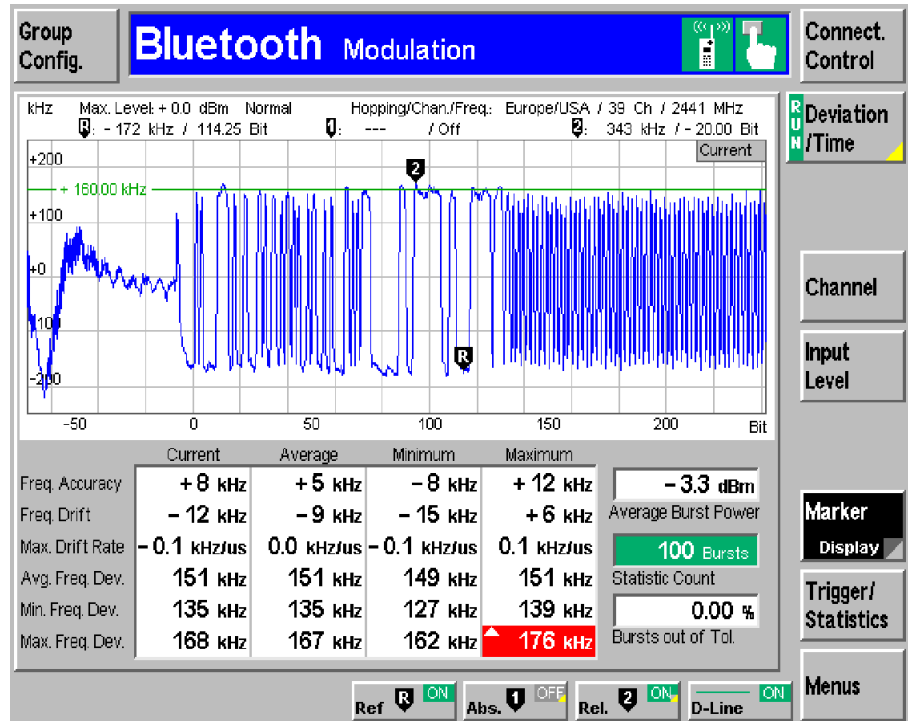 Group Config.
Bluetooth Modulation
Connect. Control
kHz Max. Level: + 0.0 dBm Normal Hopping/Chan./Freq.: Europe/USA / 39 Ch / 2441 MHz
R: - 172 kHz / 114.25 Bit 1: --- / Off 2: 343 kHz / - 20.00 Bit
RUN
Deviation /Time
Current
+200
+ 160.00 kHz
2
+100
+0
-100
R
-200
-50 0 50 100 150 200 Bit
Channel
Input Level
Current Average Minimum Maximum
Freq. Accuracy + 8 kHz + 5 kHz - 8 kHz + 12 kHz
Freq. Drift - 12 kHz - 9 kHz - 15 kHz + 6 kHz
Max. Drift Rate - 0.1 kHz/us 0.0 kHz/us - 0.1 kHz/us 0.1 kHz/us
Avg. Freq. Dev. 151 kHz 151 kHz 149 kHz 151 kHz
Min. Freq. Dev. 135 kHz 135 kHz 127 kHz 139 kHz
Max. Freq. Dev. 168 kHz 167 kHz 162 kHz 176 kHz
- 3.3 dBm
Average Burst Power
100 Bursts
Statistic Count
0.00 %
Bursts out of Tol.
Marker
Display
Trigger/ Statistics
Menus
Ref R ON
Abs. 1 OFF
Rel. 2 ON
D-Line ON